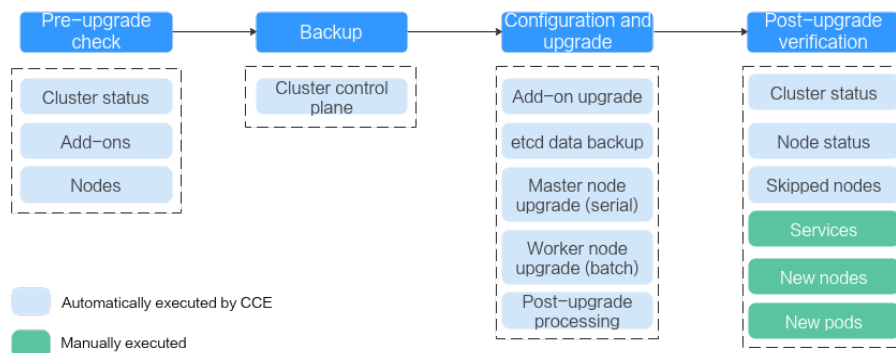 Pre-upgrade
check
Backup
Configuration and
upgrade
Post-upgrade
verification
Cluster status
Add-ons
Nodes
Cluster control
plane
Add-on upgrade
etcd data backup
Master node
upgrade (serial)
Worker node
upgrade (batch)
Post-upgrade
processing
Cluster status
Node status
Skipped nodes
Services
New nodes
New pods
Automatically executed by CCE
Manually executed